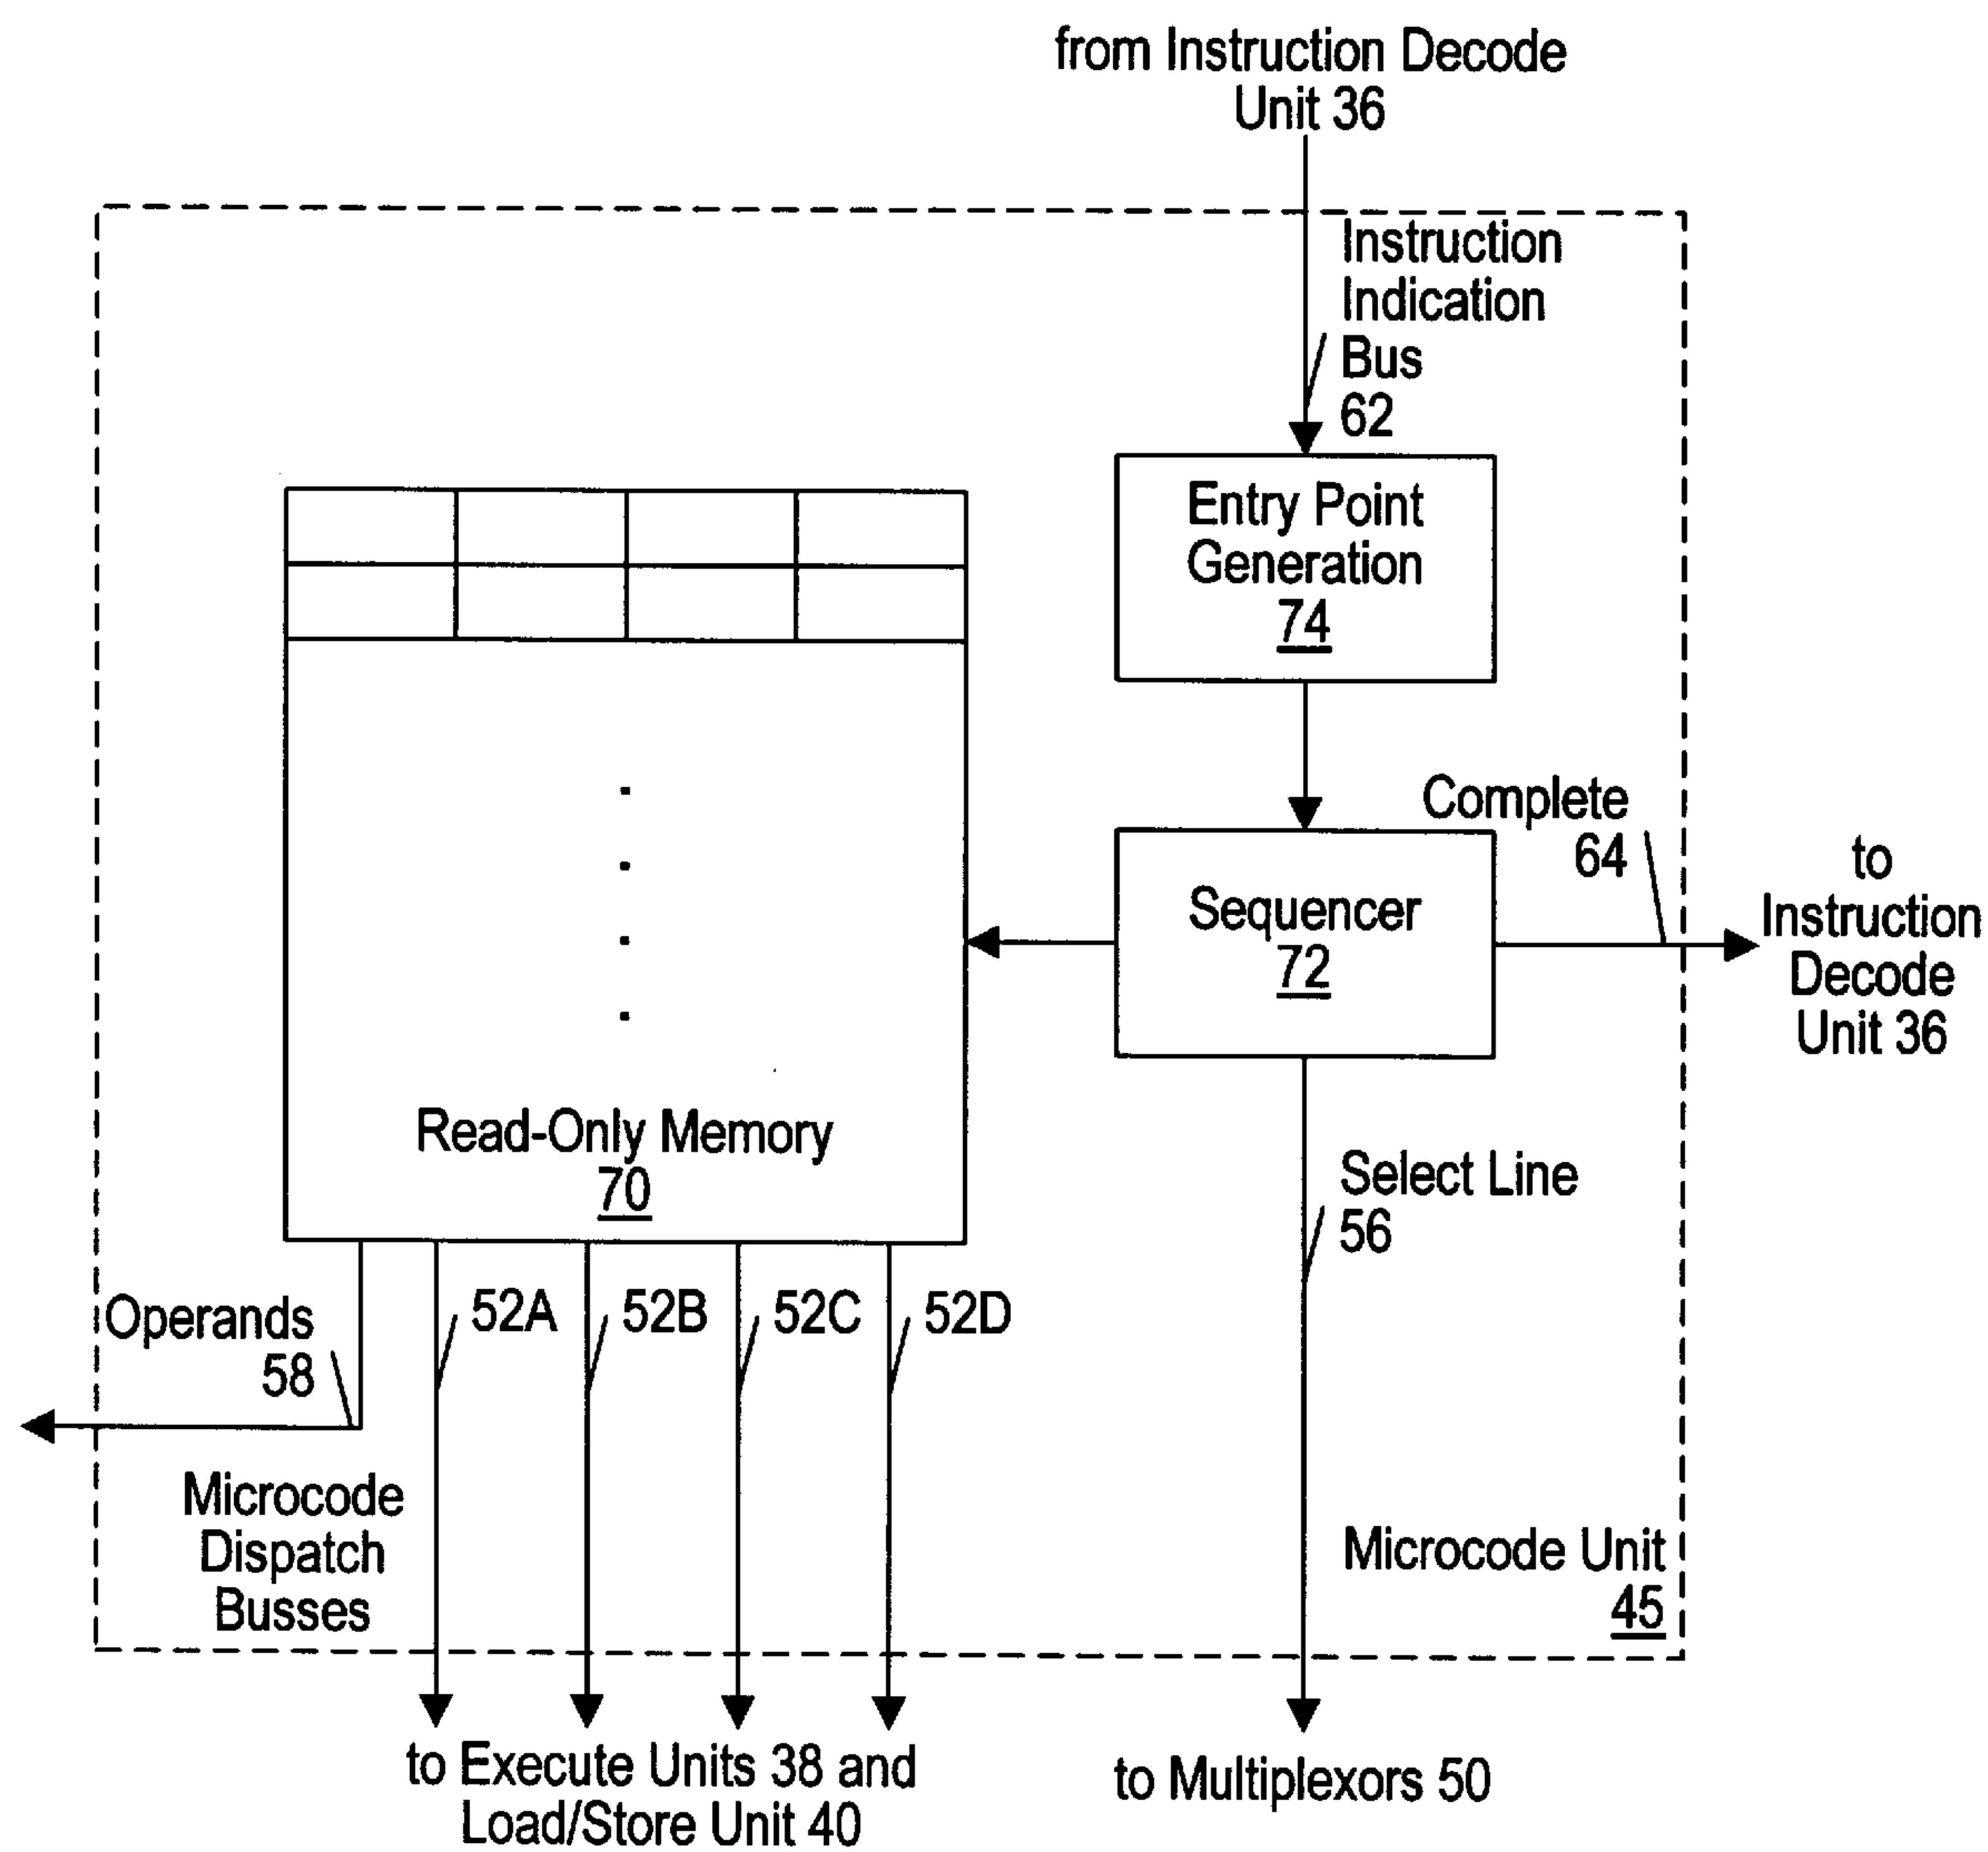 from Instruction Decode
Unit 36
Instruction
Indication
Bus
62
Entry Point
Generation
74
Complete
64
to
Instruction
Decode
Unit 36
Sequencer
72
Read-Only Memory
70
Select Line
56
Operands
58
52A
52B
52C
52D
Microcode
Dispatch
Busses
Microcode Unit
45
to Execute Units 38 and
Load/Store Unit 40
to Multiplexors 50